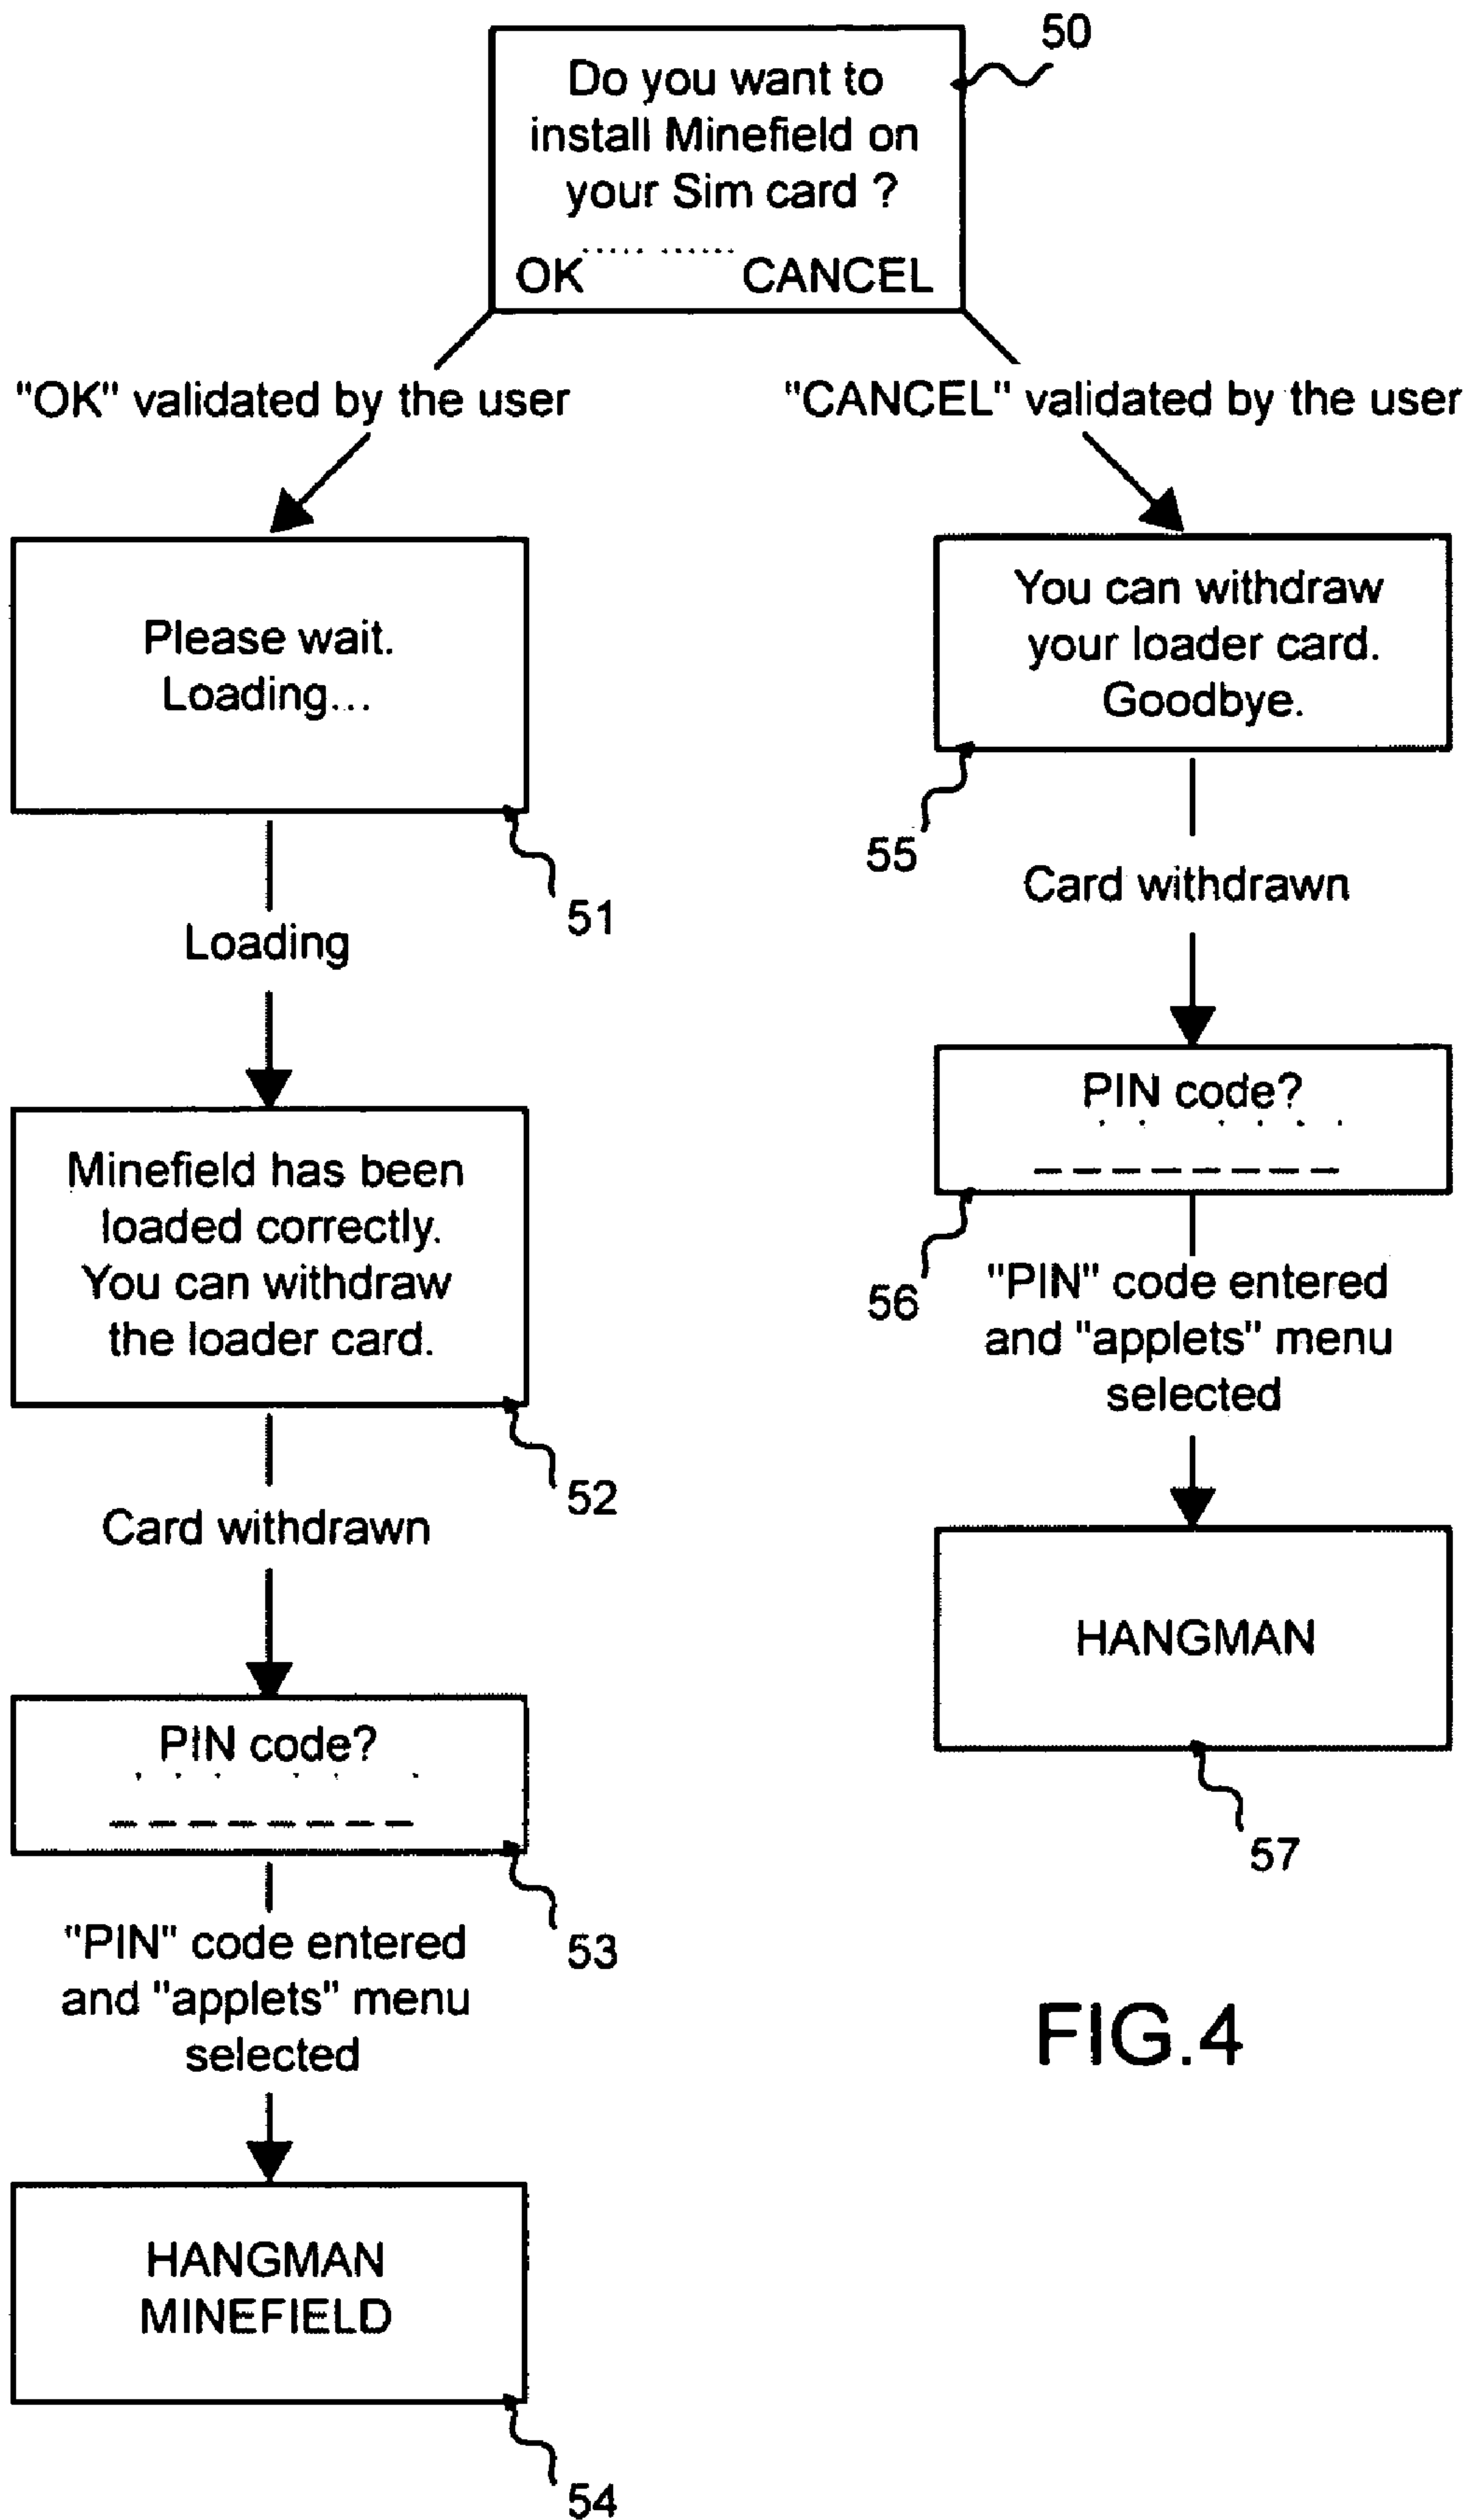 50
Do you want to
install Minefield on
your Sim card ?
OK CANCEL
"OK" validated by the user
"CANCEL" validated by the user
Please wait.
Loading...
51
Loading
Minefield has been
loaded correctly.
You can withdraw
the loader card.
52
Card withdrawn
PIN code?
53
"PIN" code entered
and "applets" menu
selected
HANGMAN
MINEFIELD
54
You can withdraw
your loader card.
Goodbye.
55
Card withdrawn
PIN code?
56
"PIN" code entered
and "applets" menu
selected
HANGMAN
57
FIG.4